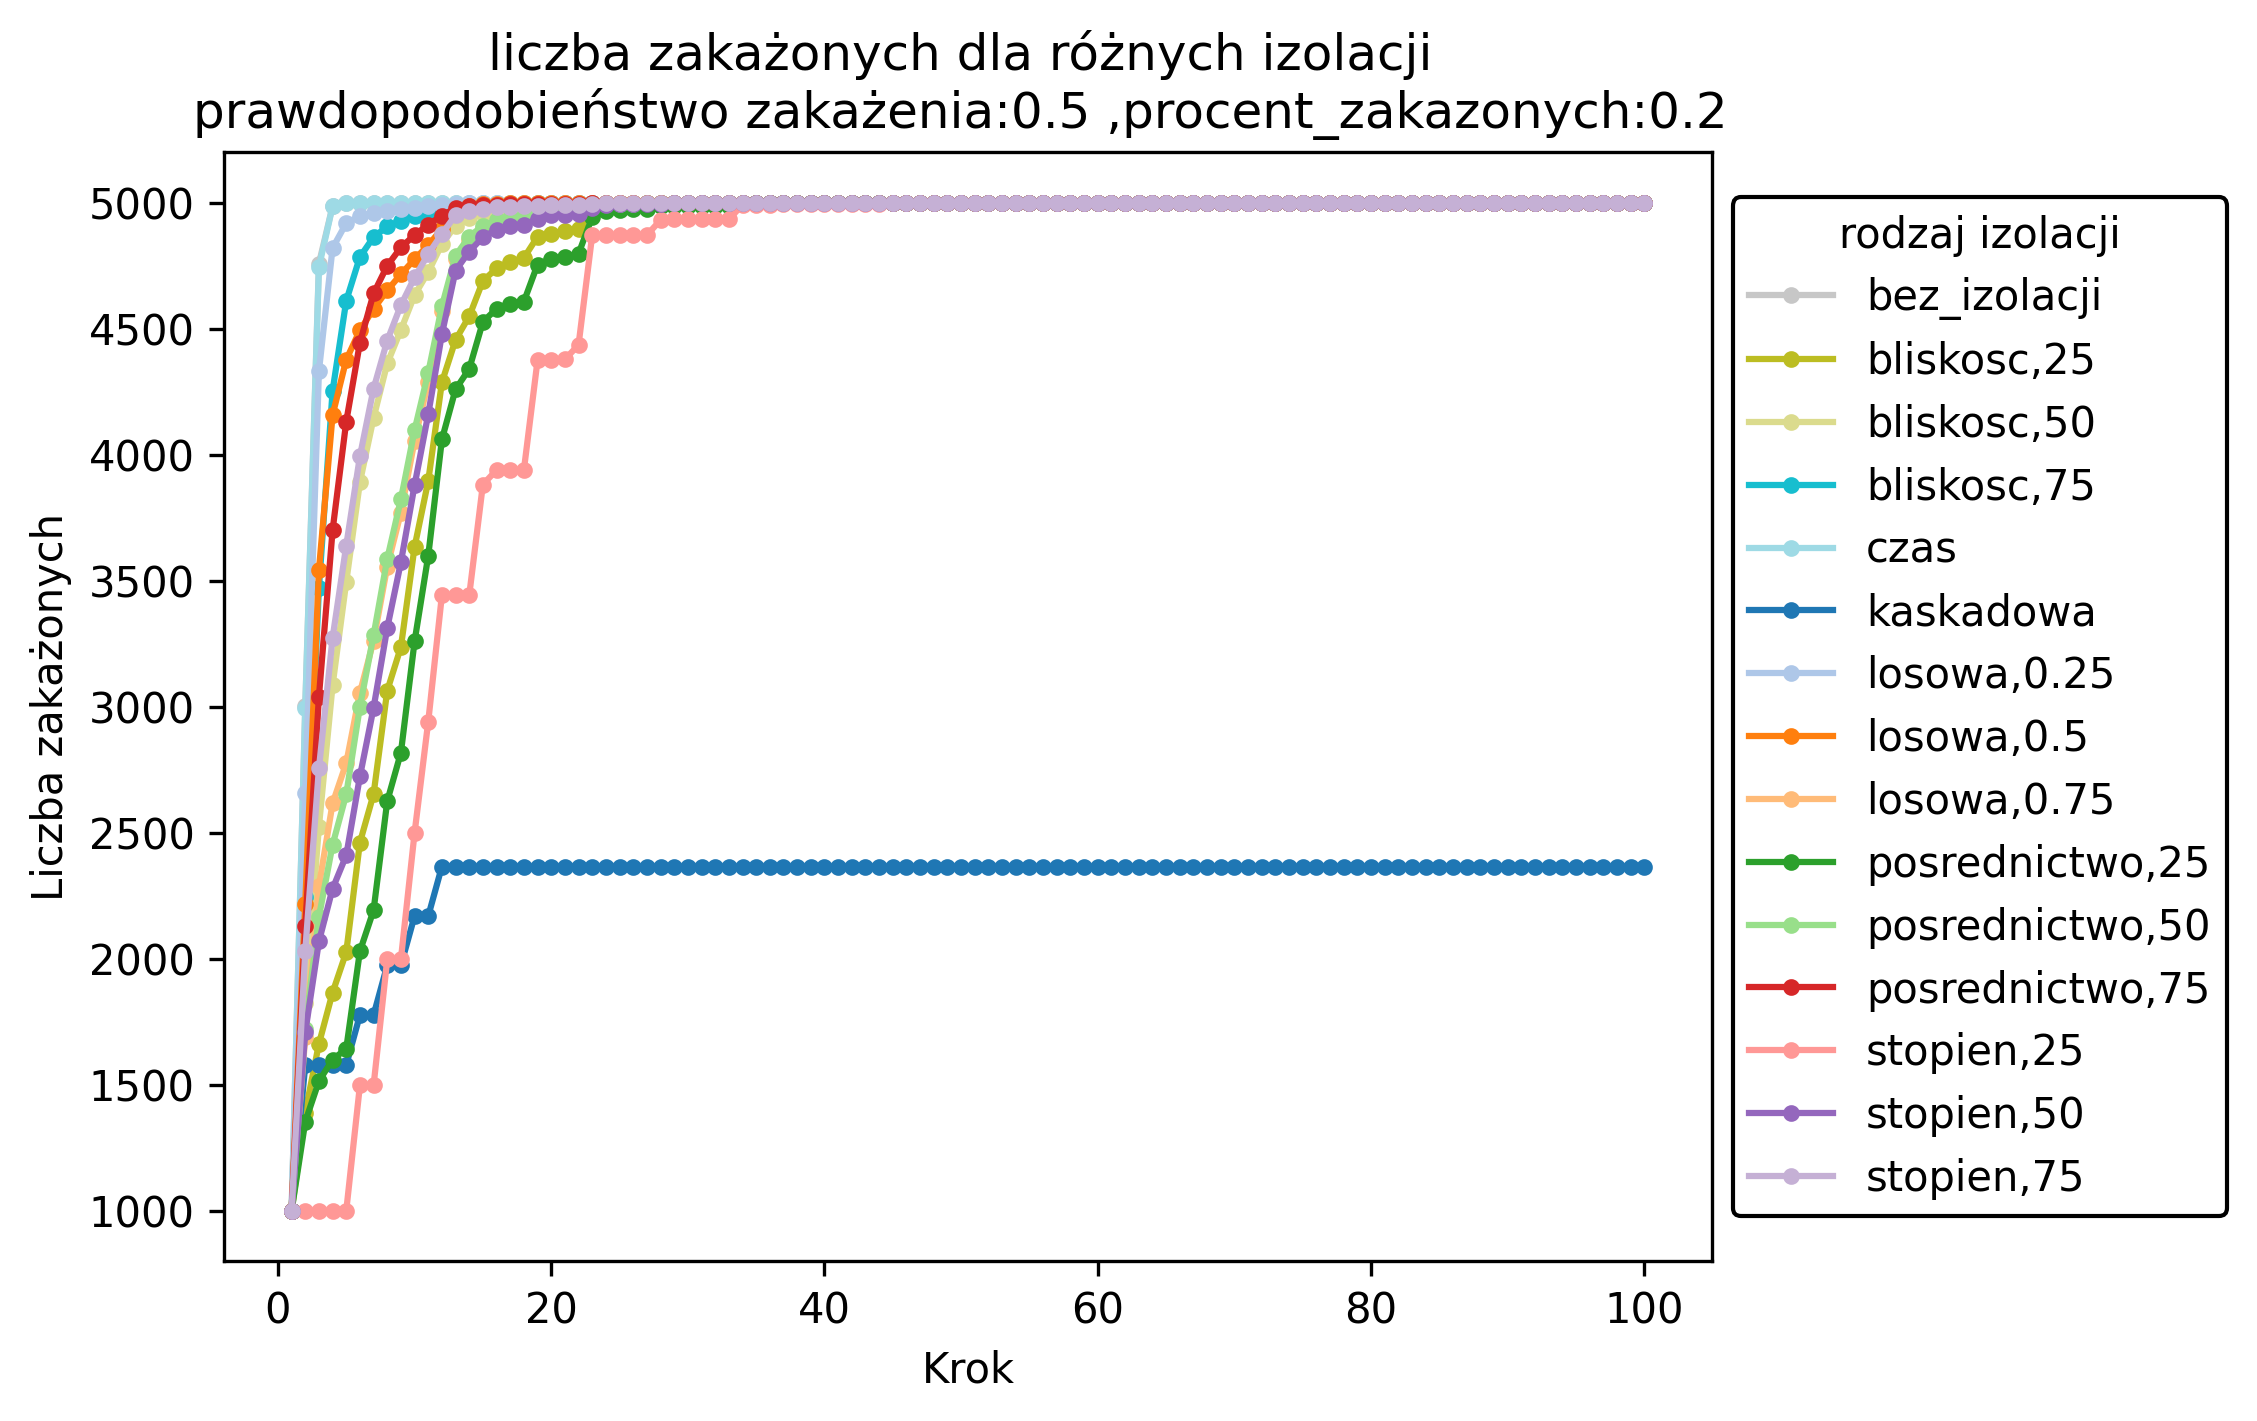 liczba zakażonych dla różnych izolacji
prawdopodobieństwo zakażenia:0.5 ,procent_zakazonych:0.2
Liczba zakażonych
5000
4500
4000
3500
3000
2500
2000
1500
1000
0
20
40
60
80
100
Krok
rodzaj izolacji
bez_izolacji
bliskosc,25
bliskosc,50
bliskosc,75
czas
kaskadowa
losowa,0.25
losowa,0.5
losowa,0.75
posrednictwo,25
posrednictwo,50
posrednictwo,75
stopien,25
stopien,50
stopien,75